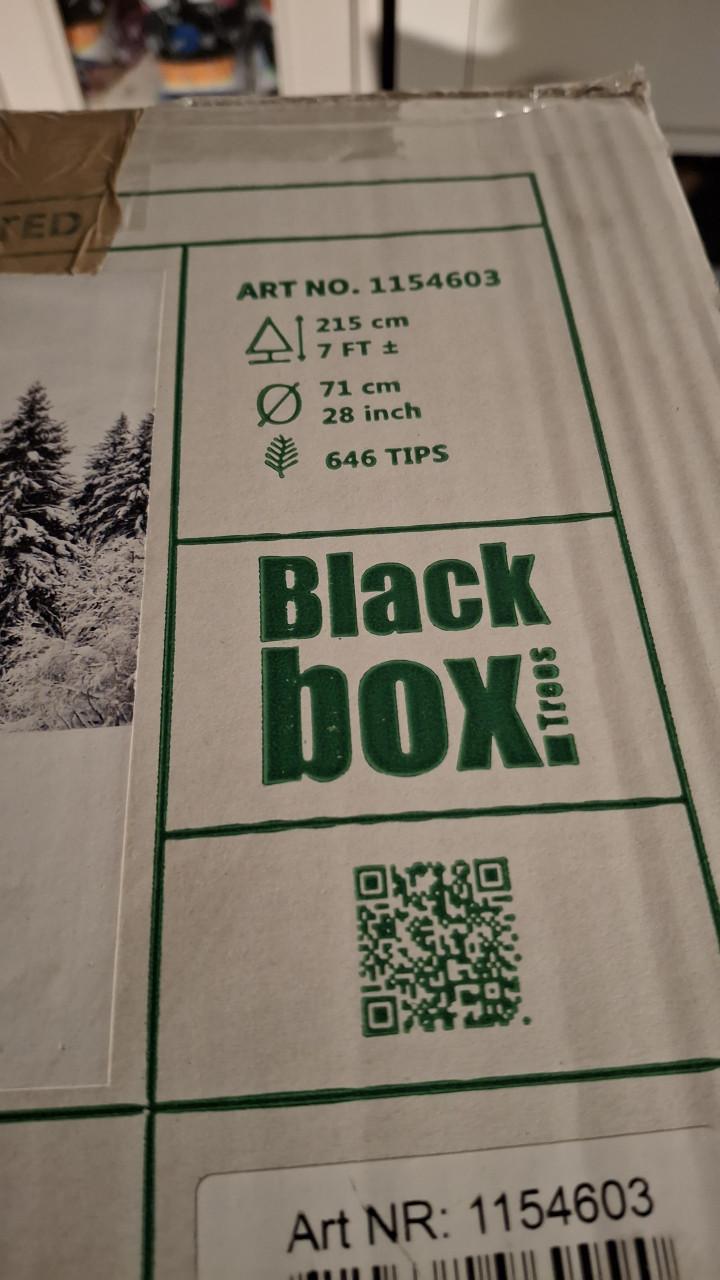 TED
ART NO. 1154603
215 cm
7 FT ±
71 cm
28 inch
646 TIPS
Black
box
Trees
Art NR: 1154603